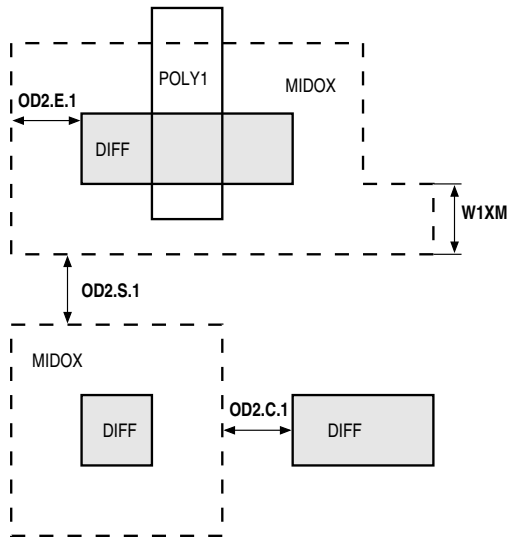 POLY1
MIDOX
OD2.E.1
DIFF
W1XM
OD2.S.1
MIDOX
OD2.C.1
DIFF
DIFF